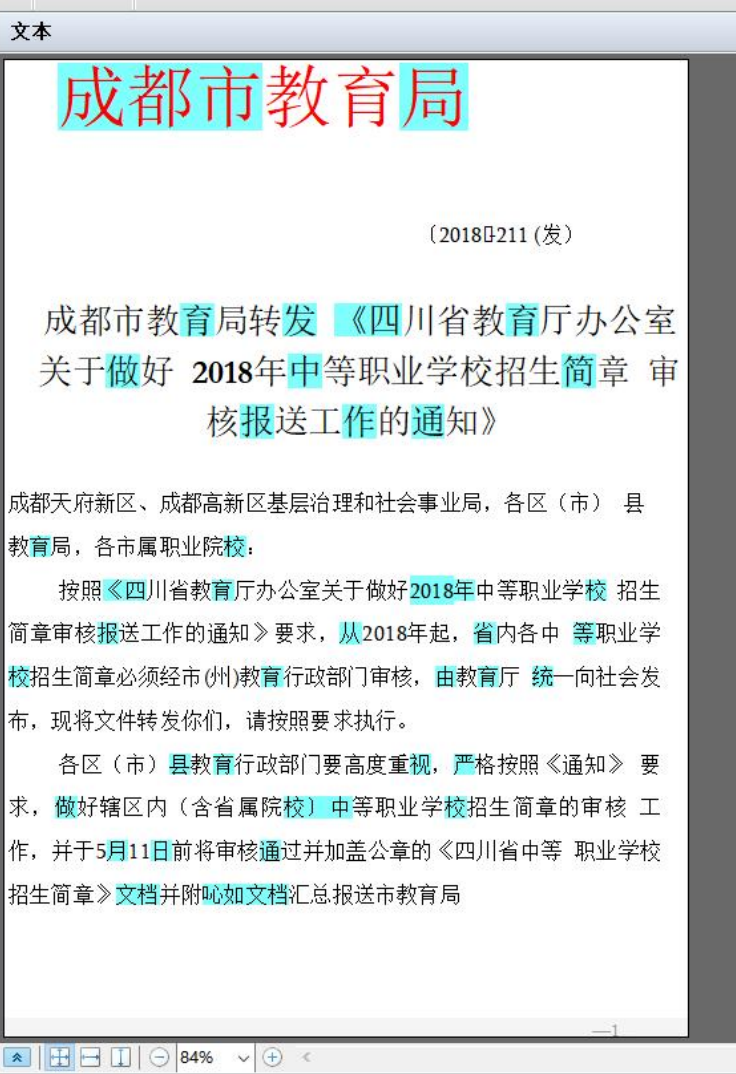 文本
成都市教育局
〔2018〕-211 (发）
成都市教育局转发 《四川省教育厅办公室
关于做好 2018年中等职业学校招生简章 审
核报送工作的通知》
成都天府新区、成都高新区基层治理和社会事业局，各区（市） 县
教育局，各市属职业院校：
按照《四川省教育厅办公室关于做好2018年中等职业学校 招生
简章审核报送工作的通知》要求，从2018年起，省内各中 等职业学
校招生简章必须经市(州)教育行政部门审核，由教育厅 统一向社会发
布，现将文件转发你们，请按照要求执行。
各区（市）县教育行政部门要高度重视，严格按照《通知》 要
求，做好辖区内（含省属院校〕中等职业学校招生简章的审核 工
作，并于5月11日前将审核通过并加盖公章的《四川省中等 职业学校
招生简章》文档并附吣如文档汇总报送市教育局
—1
84%